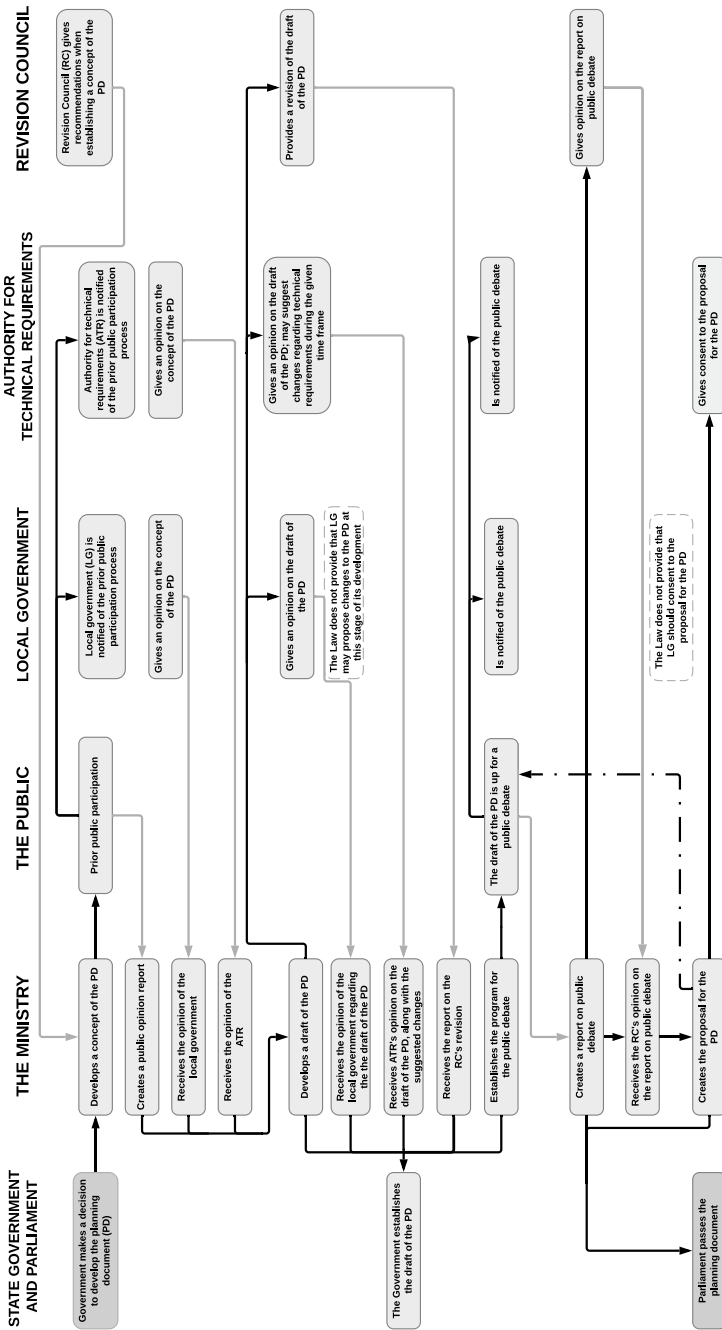 STATE GOVERNMENT
AND PARLIAMENT
THE MINISTRY
THE PUBLIC
LOCAL GOVERNMENT
AUTHORITY FOR
TECHNICAL REQUIREMENTS
REVISION COUNCIL
Government makes a decision
to develop the planning
document (PD)
Develops a concept of the PD
Prior public participation
Local government (LG) is
notified of the prior public
participation process
Authority for technical
requirements (ATR) is notified
of the prior public participation
process
Revision Council (RC) gives
recommendations when
establishing a concept of the
PD
Creates a public opinion report
Receives the opinion of the
local government
Gives an opinion on the concept
of the PD
Gives an opinion on the
concept of the PD
Receives the opinion of the
ATR
Develops a draft of the PD
Gives an opinion on the draft of
the PD
Gives an opinion on the draft
of the PD; may suggest
changes regarding technical
requirements during the given
time frame
Provides a revision of the draft
of the PD
Receives the opinion of the
local government regarding
the the draft of the PD
The Law does not provide that LG
may propose changes to the PD at
this stage of its development
The Government establishes
the draft of the PD
Receives ATR's opinion on the
draft of the PD, along with the
suggested changes
Receives the report on the
RC's revision
Establishes the program for
the public debate
The draft of the PD is up for a
public debate
Is notified of the public debate
Is notified of the public debate
Creates a report on public
debate
Gives opinion on the report on
public debate
Receives the RC's opinion on
the report on public debate
The Law does not provide that
LG should consent to the
proposal for the PD
Parliament passes the
planning document
Creates the proposal for the
PD
Gives consent to the proposal
for the PD